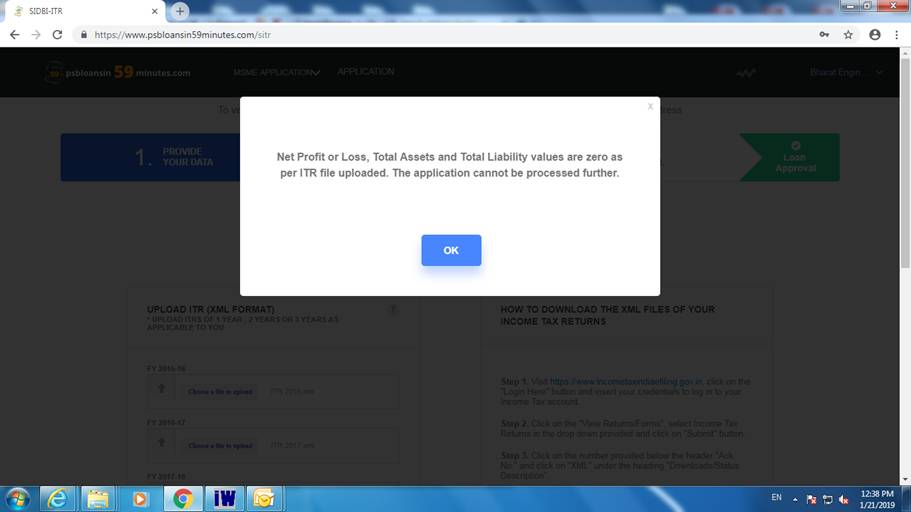 SIDBI-ITR
https://www.psbloansin59minutes.com/sitr
59 psbloansin 59 minutes.com
MSME APPLICATION
APPLICATION
Bharat Engin...
To ve
dress
1. PROVIDE
YOUR DATA
Loan
Approval
x
Net Profit or Loss, Total Assets and Total Liability values are zero as
per ITR file uploaded. The application cannot be processed further.
OK
UPLOAD ITR (XML FORMAT)
* UPLOAD ITRS OF 1 YEAR , 2 YEARS OR 3 YEARS AS
APPLICABLE TO YOU
?
FY 2015-16
Choose a file to upload
ITR 2016.xml
FY 2016-17
Choose a file to upload
ITR 2017.xml
FY 2017-18
HOW TO DOWNLOAD THE XML FILES OF YOUR
INCOME TAX RETURNS
Step 1. Visit https://www.incometaxindiaefiling.gov.in, click on the
"Login Here" button and insert your credentials to log in to your
Income Tax account.
Step 2. Click on the "View Returns/Forms", select Income Tax
Returns in the drop down provided and click on "Submit" button.
Step 3. Click on the number provided below the header "Ack.
No." and click on "XML" under the heading "Downloads/Status
Description".
iW
EN
12:38 PM
1/21/2019